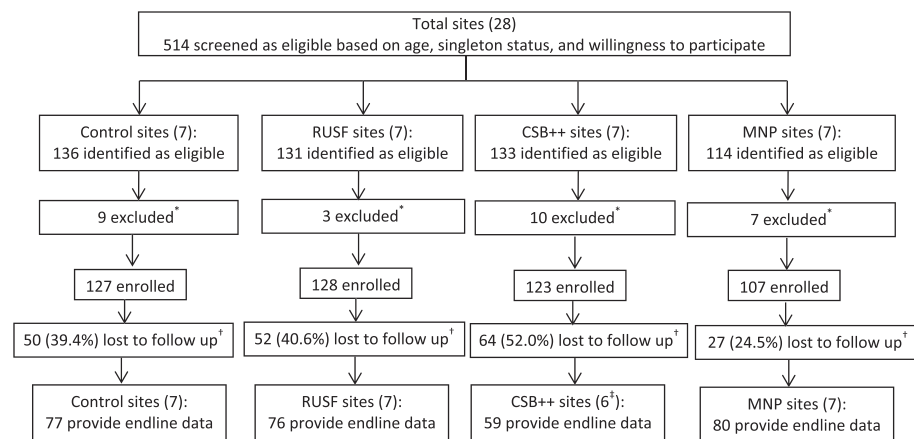 Total sites (28)
514 screened as eligible based on age, singleton status, and willingness to participate
Control sites (7):
136 identified as eligible
RUSF sites (7):
131 identified as eligible
CSB++ sites (7):
133 identified as eligible
MNP sites (7):
114 identified as eligible
9 excluded*
3 excluded*
10 excluded*
7 excluded*
127 enrolled
128 enrolled
123 enrolled
107 enrolled
50 (39.4%) lost to follow up†
52 (40.6%) lost to follow up†
64 (52.0%) lost to follow up†
27 (24.5%) lost to follow up†
Control sites (7):
77 provide endline data
RUSF sites (7):
76 provide endline data
CSB++ sites (6‡):
59 provide endline data
MNP sites (7):
80 provide endline data